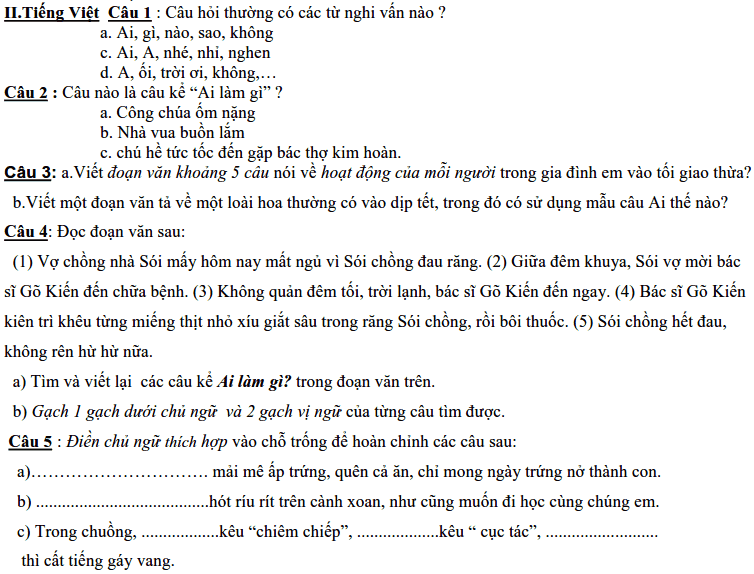 II.Tiếng Việt Câu 1 : Câu hỏi thường có các từ nghi vấn nào ?
a. Ai, gì, nào, sao, không
c. Ai, A, nhé, nhỉ, nghen
d. A, ối, trời ơi, không,…
Câu 2 : Câu nào là câu kể “Ai làm gì” ?
a. Công chúa ốm nặng
b. Nhà vua buồn lắm
c. chú hề tức tốc đến gặp bác thợ kim hoàn.
Câu 3: a.Viết đoạn văn khoảng 5 câu nói về hoạt động của mỗi người trong gia đình em vào tối giao thừa?
b.Viết một đoạn văn tả về một loài hoa thường có vào dịp tết, trong đó có sử dụng mẫu câu Ai thế nào?
Câu 4: Đọc đoạn văn sau:
(1) Vợ chồng nhà Sói mấy hôm nay mất ngủ vì Sói chồng đau răng. (2) Giữa đêm khuya, Sói vợ mời bác
sĩ Gõ Kiến đến chữa bệnh. (3) Không quản đêm tối, trời lạnh, bác sĩ Gõ Kiến đến ngay. (4) Bác sĩ Gõ Kiến
kiên trì khêu từng miếng thịt nhỏ xíu giắt sâu trong răng Sói chồng, rồi bôi thuốc. (5) Sói chồng hết đau,
không rên hừ hừ nữa.
a) Tìm và viết lại các câu kể Ai làm gì? trong đoạn văn trên.
b) Gạch 1 gạch dưới chủ ngữ và 2 gạch vị ngữ của từng câu tìm được.
Câu 5 : Điền chủ ngữ thích hợp vào chỗ trống để hoàn chỉnh các câu sau:
a)…………………………. mải mê ấp trứng, quên cả ăn, chỉ mong ngày trứng nở thành con.
b) ........................................hót ríu rít trên cành xoan, như cũng muốn đi học cùng chúng em.
c) Trong chuồng, ..................kêu “chiêm chiếp”, ...................kêu “ cục tác”, ..........................
thì cất tiếng gáy vang.